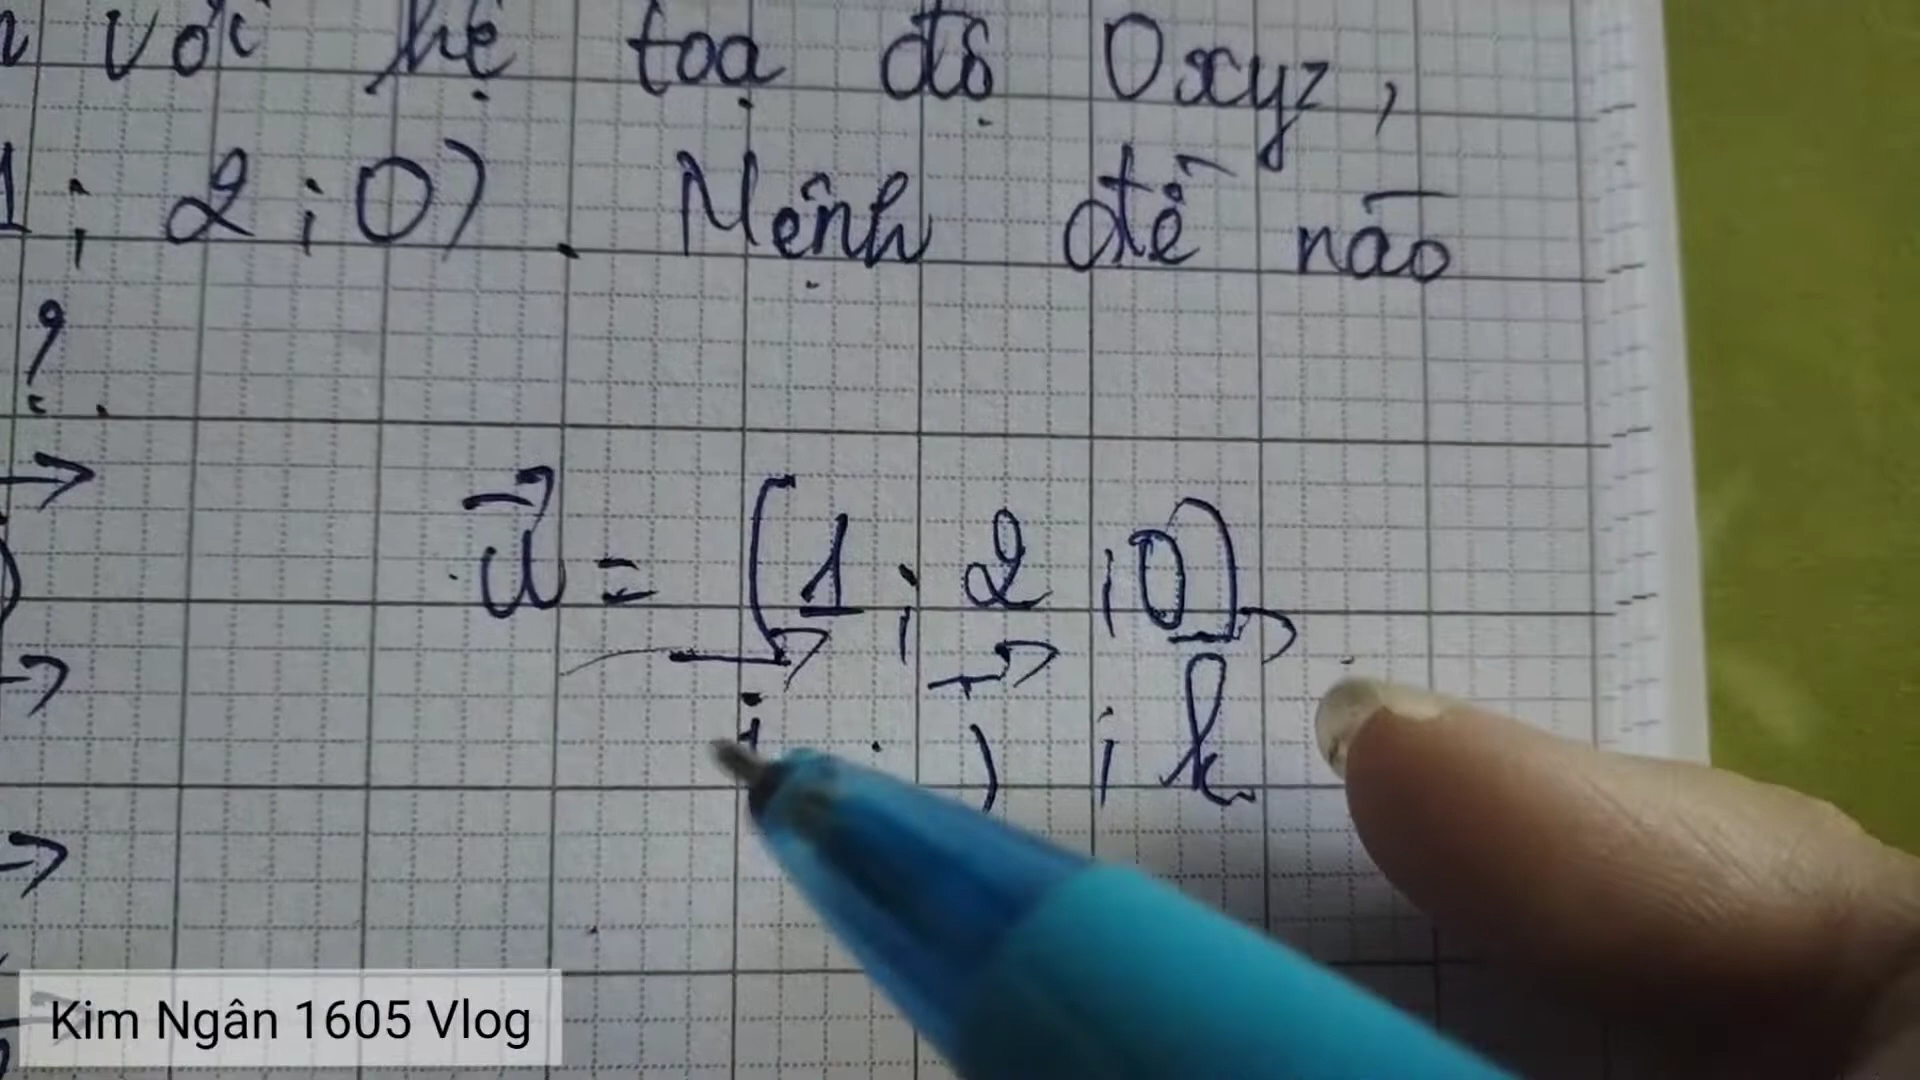 với hệ toạ độ Oxyz,
1; 2; 0). Mệnh đề nào
?
u = (1; 2; 0)
i ; j ; k
Kim Ngân 1605 Vlog